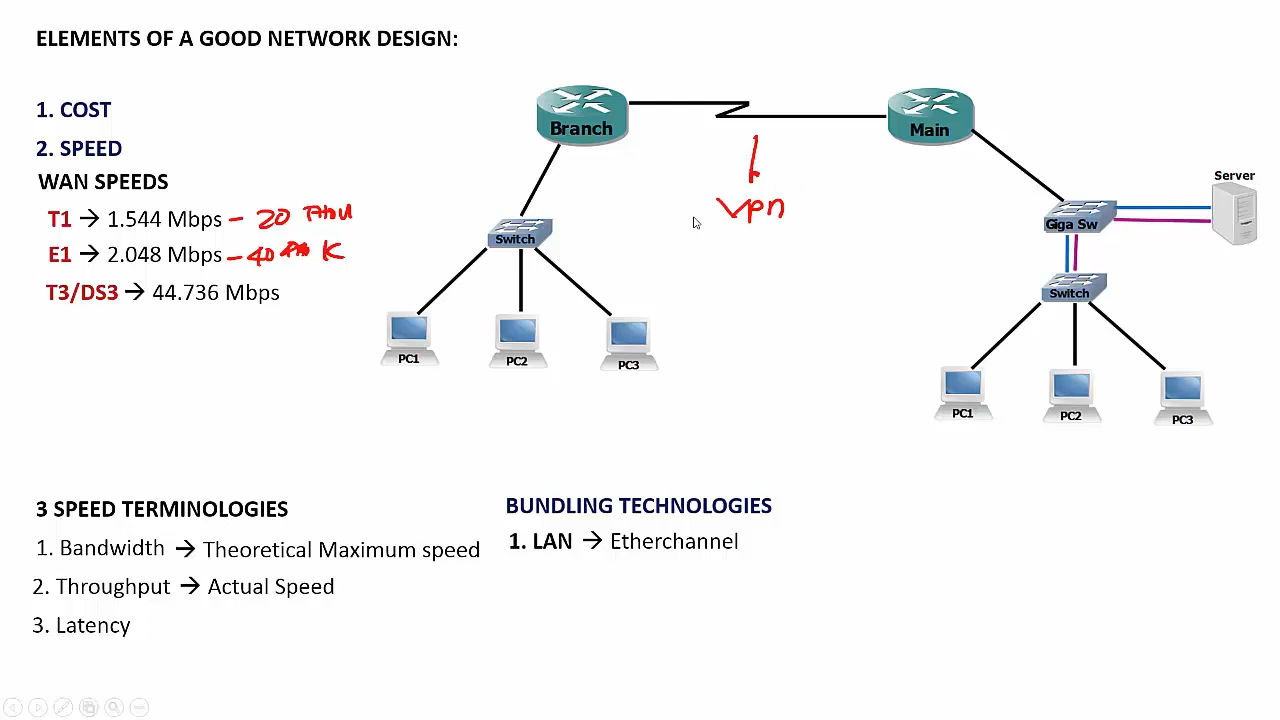 ELEMENTS OF A GOOD NETWORK DESIGN:
1. COST
2. SPEED
WAN SPEEDS
T1 → 1.544 Mbps - 20 Thou
E1 → 2.048 Mbps - 40 K
T3/DS3 → 44.736 Mbps
Branch
Main
vpn
Server
Giga Sw
Switch
Switch
PC1
PC2
PC3
PC1
PC2
PC3
3 SPEED TERMINOLOGIES
1. Bandwidth → Theoretical Maximum speed
2. Throughput → Actual Speed
3. Latency
BUNDLING TECHNOLOGIES
1. LAN → Etherchannel